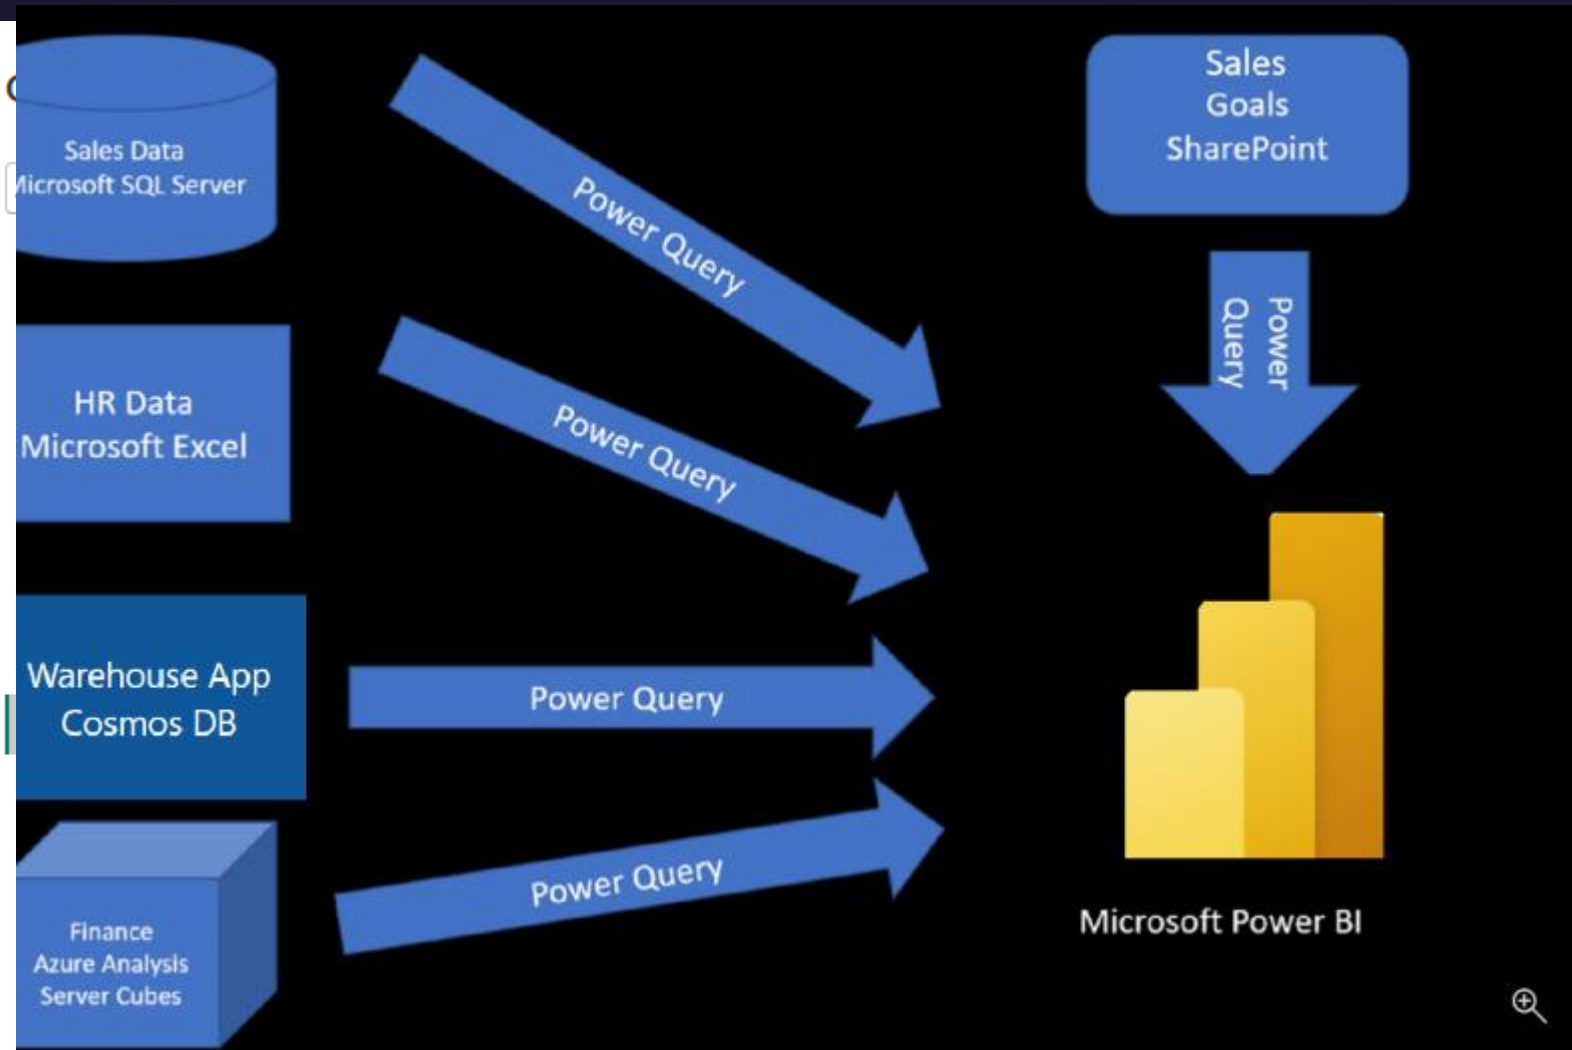 Sales Data
Microsoft SQL Server
HR Data
Microsoft Excel
Warehouse App
Cosmos DB
Finance
Azure Analysis
Server Cubes
Power Query
Power Query
Power Query
Power Query
Sales
Goals
SharePoint
Power
Query
Microsoft Power BI